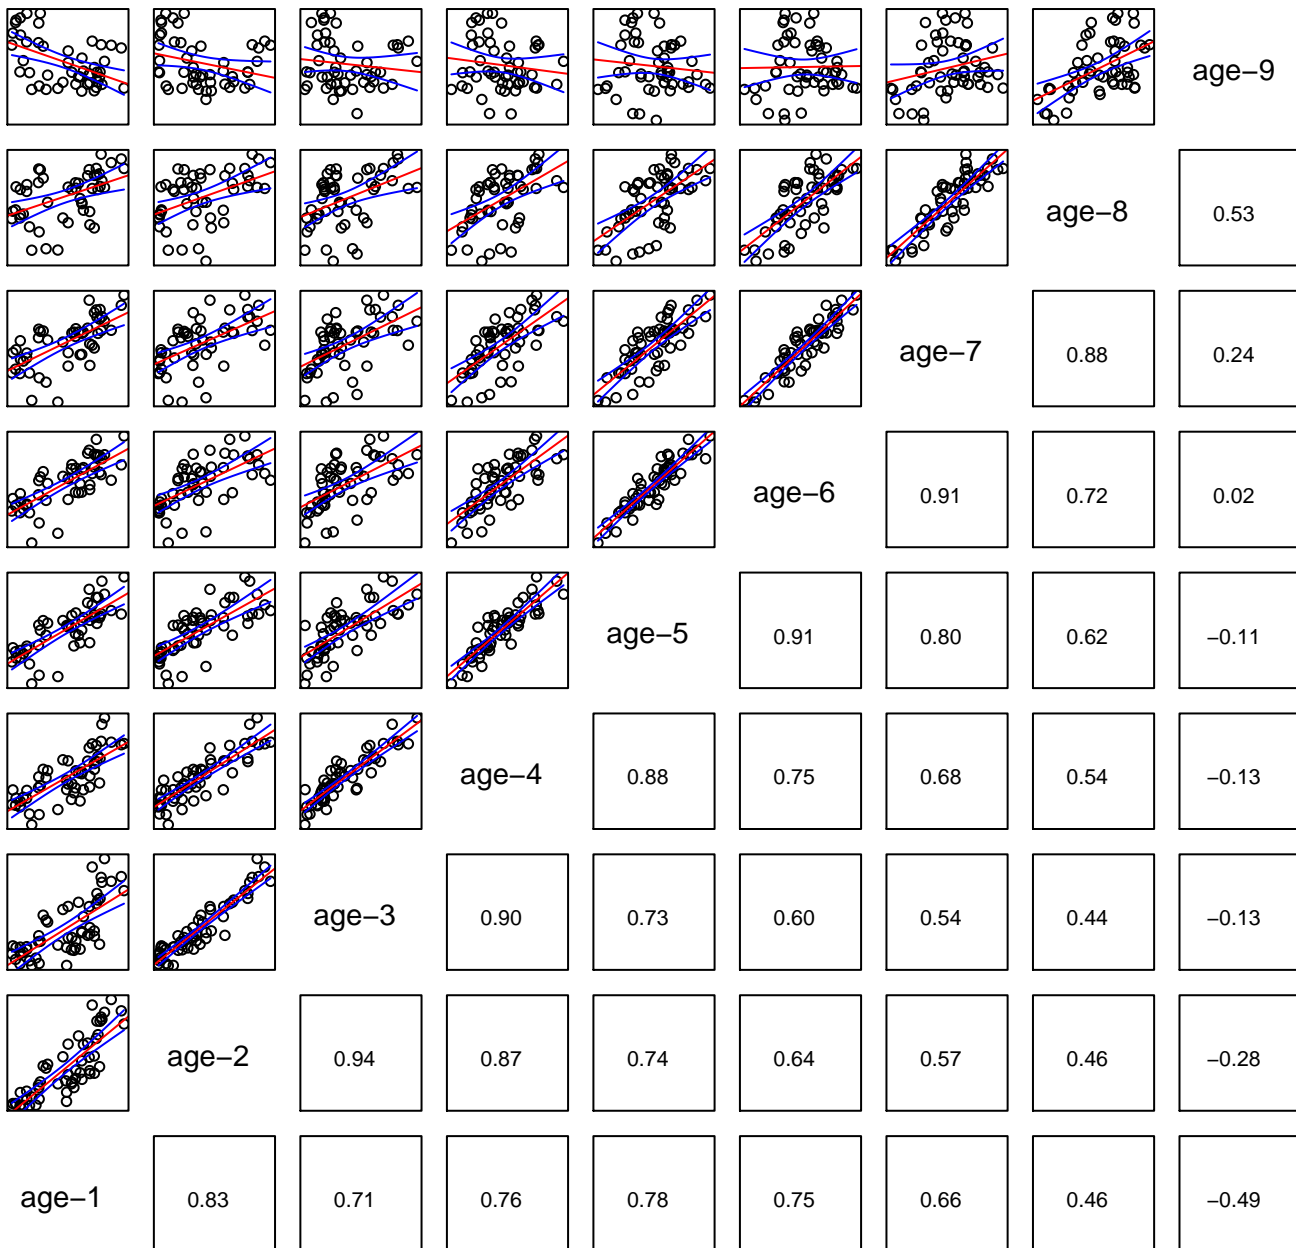 age−9
age−8 0.53
age−7 0.88 0.24
age−6 0.91 0.72 0.02
age−5 0.91 0.80 0.62 −0.11
age−4 0.88 0.75 0.68 0.54 −0.13
age−3 0.90 0.73 0.60 0.54 0.44 −0.13
age−2 0.94 0.87 0.74 0.64 0.57 0.46 −0.28
age−1 0.83 0.71 0.76 0.78 0.75 0.66 0.46 −0.49